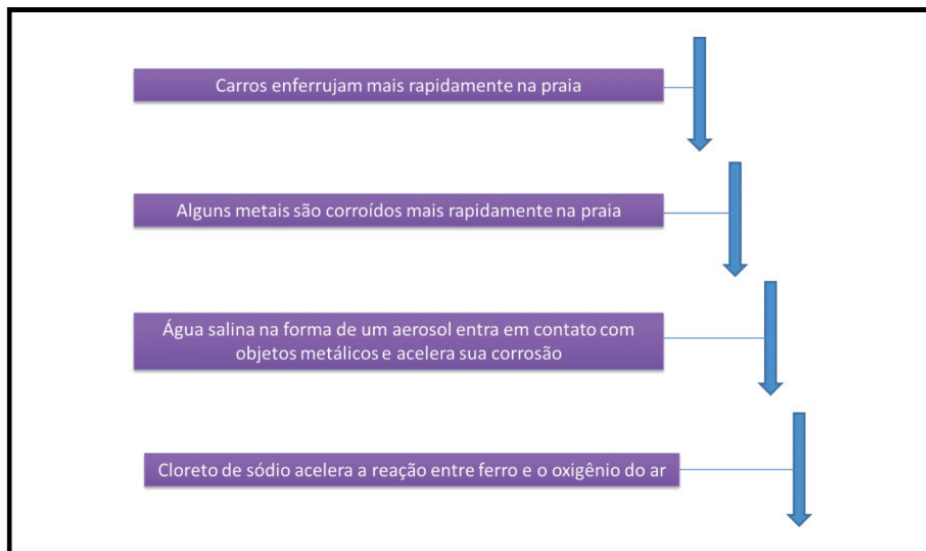 Carros enferrujam mais rapidamente na praia
Alguns metais são corroídos mais rapidamente na praia
Água salina na forma de um aerosol entra em contato com
objetos metálicos e acelera sua corrosão
Cloreto de sódio acelera a reação entre ferro e o oxigênio do ar